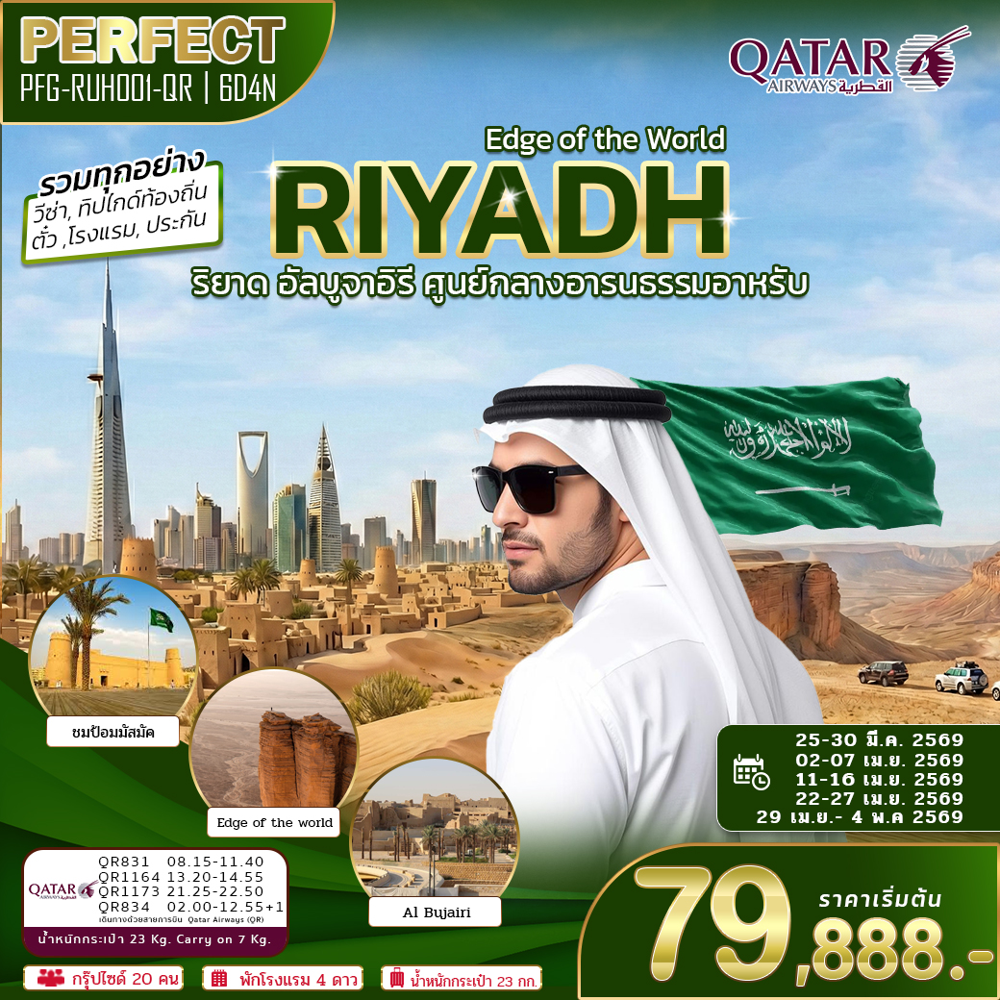 PERFECT
PFG-RUH001-QR | 6D4N
QATAR
AIRWAYS القطرية
รวมทุกอย่าง
วีซ่า, ทิปไกด์ท้องถิ่น
ตั๋ว ,โรงแรม, ประกัน
Edge of the World
RIYADH
ริยาด อัลบูจาอิรี ศูนย์กลางอารนธรรมอาหรับ
ชมป้อมมัสมัค
Edge of the world
Al Bujairi
25-30 มี.ค. 2569
02-07 เม.ย. 2569
11-16 เม.ย. 2569
22-27 เม.ย. 2569
29 เม.ย.- 4 พ.ค 2569
QATAR
AIRWAYS القطرية
QR831 08.15-11.40
QR1164 13.20-14.55
QR1173 21.25-22.50
QR834 02.00-12.55+1
เดินทางด้วยสายการบิน Qatar Airways (QR)
น้ำหนักกระเป๋า 23 Kg. Carry on 7 Kg.
ราคาเริ่มต้น
79,888.-
กรุ๊ปไซต์ 20 คน
พักโรงแรม 4 ดาว
น้ำหนักกระเป๋า 23 กก.